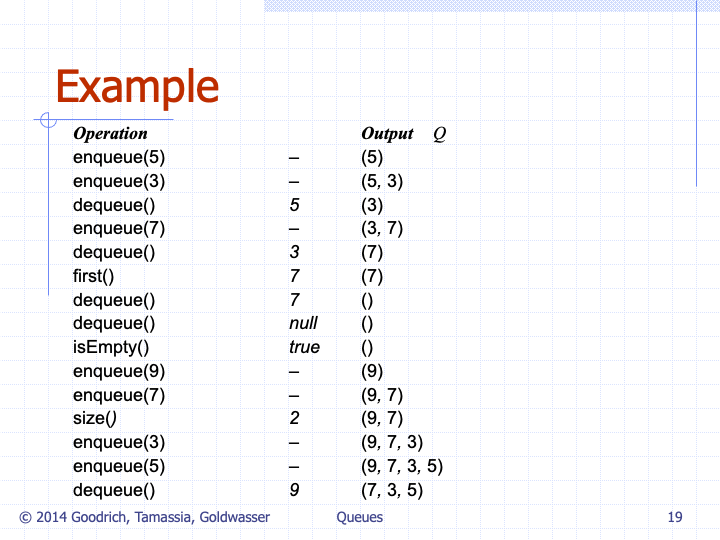 Example
Operation Output Q
enqueue(5) – (5)
enqueue(3) – (5, 3)
dequeue() 5 (3)
enqueue(7) – (3, 7)
dequeue() 3 (7)
first() 7 (7)
dequeue() 7 ()
dequeue() null ()
isEmpty() true ()
enqueue(9) – (9)
enqueue(7) – (9, 7)
size() 2 (9, 7)
enqueue(3) – (9, 7, 3)
enqueue(5) – (9, 7, 3, 5)
dequeue() 9 (7, 3, 5)
© 2014 Goodrich, Tamassia, Goldwasser Queues 19